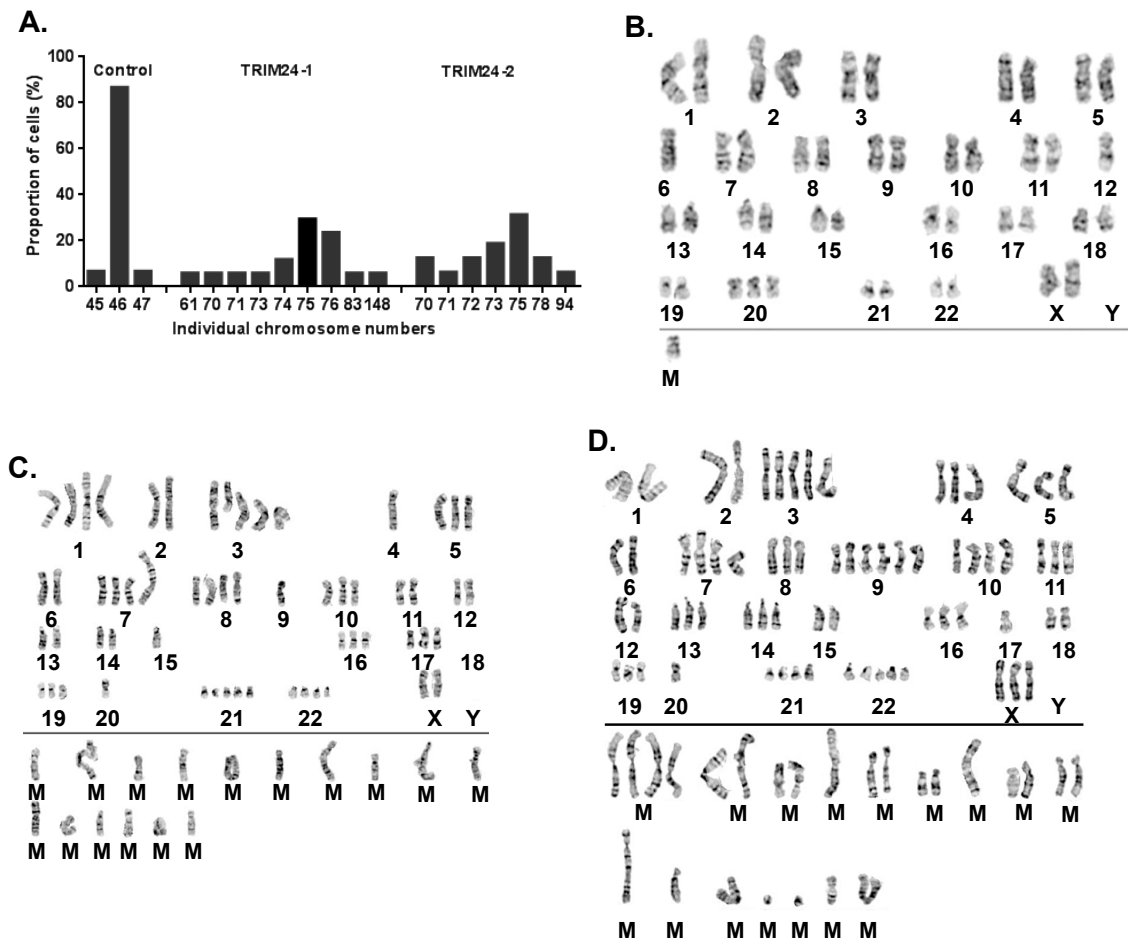 A.
Proportion of cells (%)
100
80
60
40
20
0
Control
TRIM24-1
TRIM24-2
45 46 47 61 70 71 73 74 75 76 83 148 70 71 72 73 75 78 94
Individual chromosome numbers
B.
1 2 3 4 5
6 7 8 9 10 11 12
13 14 15 16 17 18
19 20 21 22 X Y
M
C.
1 2 3 4 5
6 7 8 9 10 11 12
13 14 15 16 17 18
19 20 21 22 X Y
M M M M M M M M M M
M M M M M M
D.
1 2 3 4 5
6 7 8 9 10 11
12 13 14 15 16 17 18
19 20 21 22 X Y
M M M M M M M M
M M M M M M M